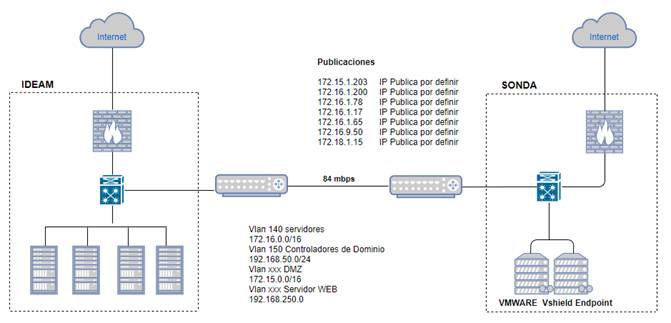 Internet
Internet
Publicaciones
IDEAM
172.15.1.203 IP Publica por definir
172.16.1.200 IP Publica por definir
172.16.1.78 IP Publica por definir
172.16.1.17 IP Publica por definir
172.16.1.65 IP Publica por definir
172.16.9.50 IP Publica por definir
172.18.1.15 IP Publica por definir
SONDA
84 mbps
Vlan 140 servidores
172.16.0.0/16
Vlan 150 Controladores de Dominio
192.168.50.0/24
Vlan xxx DMZ
172.15.0.0/16
Vlan xxx Servidor WEB
192.168.250.0
VMWARE Vshield Endpoint